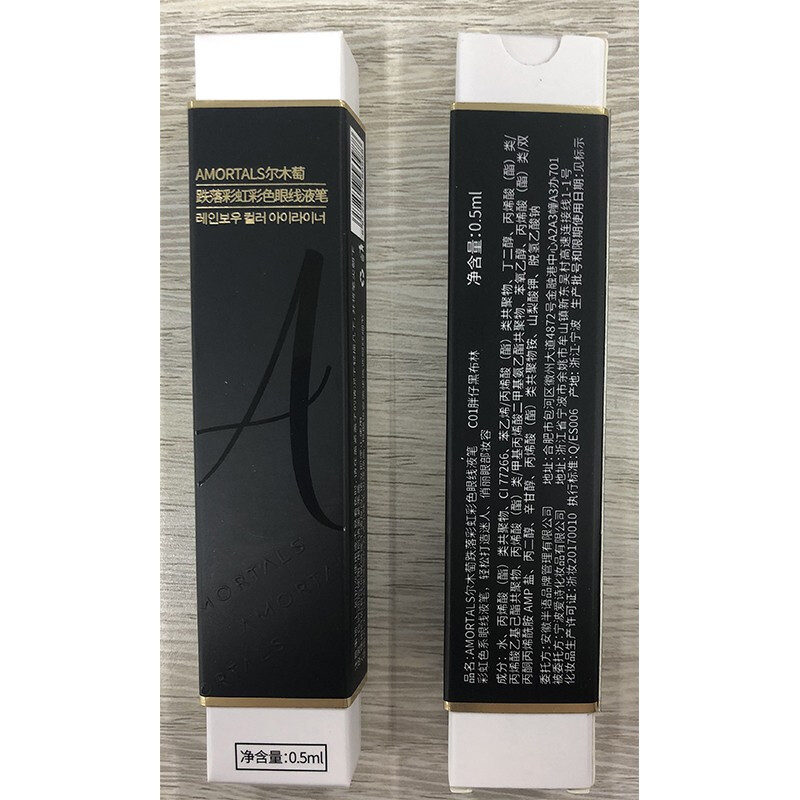 AMORTALS尔木萄
跌落彩虹彩色眼线液笔
레인보우 컬러 아이라이너
A
AMORTALS
AMORTALS
净含量:0.5ml
品名:AMORTALS尔木萄跌落彩虹彩色眼线液笔 C01胖仔黑布林 净含量:0.5ml
彩虹色系眼线液笔，轻松打造迷人、俏丽眼部妆容
成分: 水、丙烯酸（酯）类共聚物、CI 77266、苯乙烯/丙烯酸（酯）类共聚物、丁二醇、丙烯酸（酯）类/
丙烯酸乙基己酯共聚物、丙烯酸（酯）类/甲基丙烯酸二甲基氨乙酯共聚物、苯氧乙醇、丙烯酸（酯）类/双
丙酮丙烯酰胺 AMP 盐、丙二醇、辛甘醇、丙烯酸（酯）类共聚物铵、山梨酸钾、脱氢乙酸钠
委托方:安徽半语品牌管理有限公司 地址:合肥市包河区徽州大道4872号金融港中心A2A3幢A3办701
被委托方:宁波爱诗化妆品有限公司 地址:浙江省宁波市余姚市牟山镇新东吴村高速连接线1-1号
化妆品生产许可证:浙妆20170010 执行标准:Q/ES006 产地:浙江·宁波 生产批号和限期使用日期:见标示